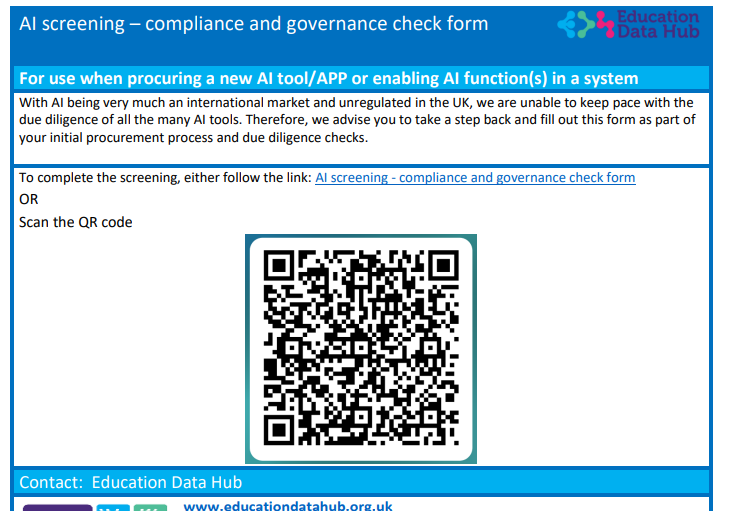 AI screening – compliance and governance check form
Education
Data Hub
For use when procuring a new AI tool/APP or enabling AI function(s) in a system
With AI being very much an international market and unregulated in the UK, we are unable to keep pace with the
due diligence of all the many AI tools. Therefore, we advise you to take a step back and fill out this form as part of
your initial procurement process and due diligence checks.
To complete the screening, either follow the link: AI screening - compliance and governance check form
OR
Scan the QR code
Contact:  Education Data Hub
www.educationdatahub.org.uk